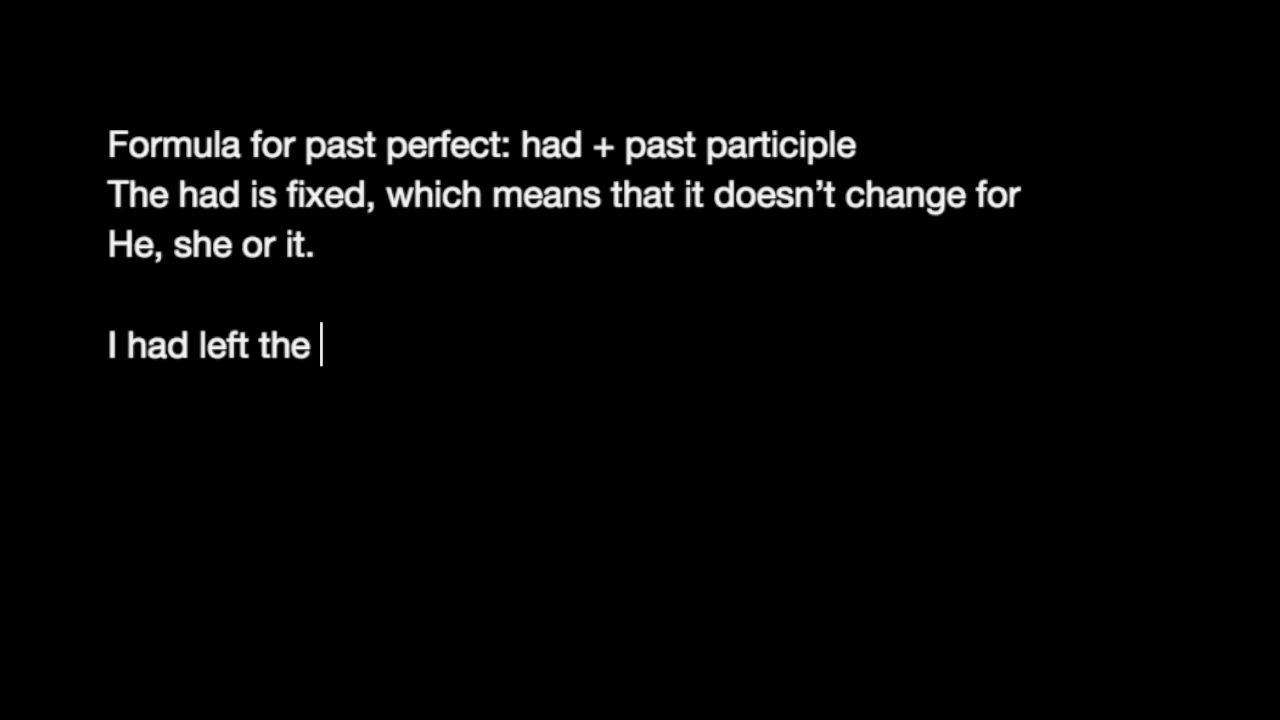 Formula for past perfect: had + past participle
The had is fixed, which means that it doesn’t change for
He, she or it.
I had left the